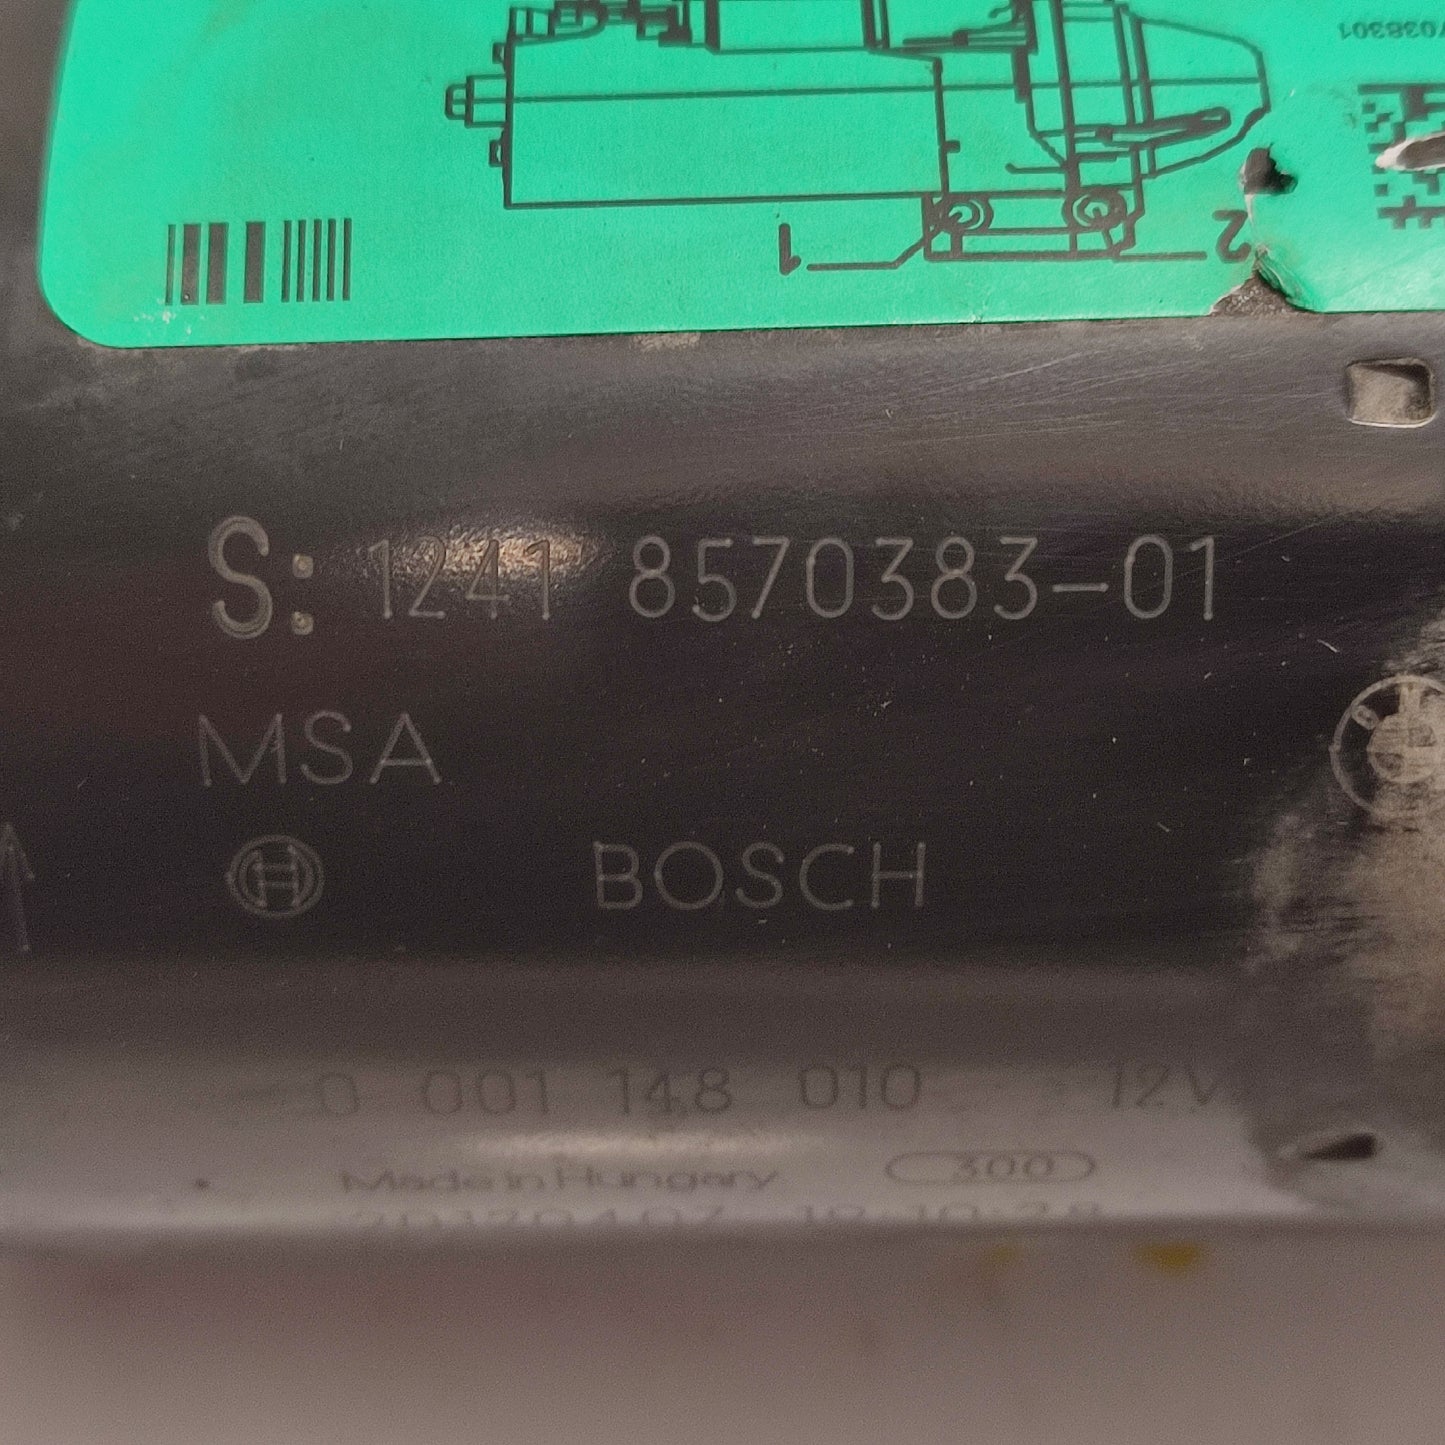 1
2
S: 1241 8570383-01
MSA
BOSCH
0 001 148 010 12V
Made in Hungary 300